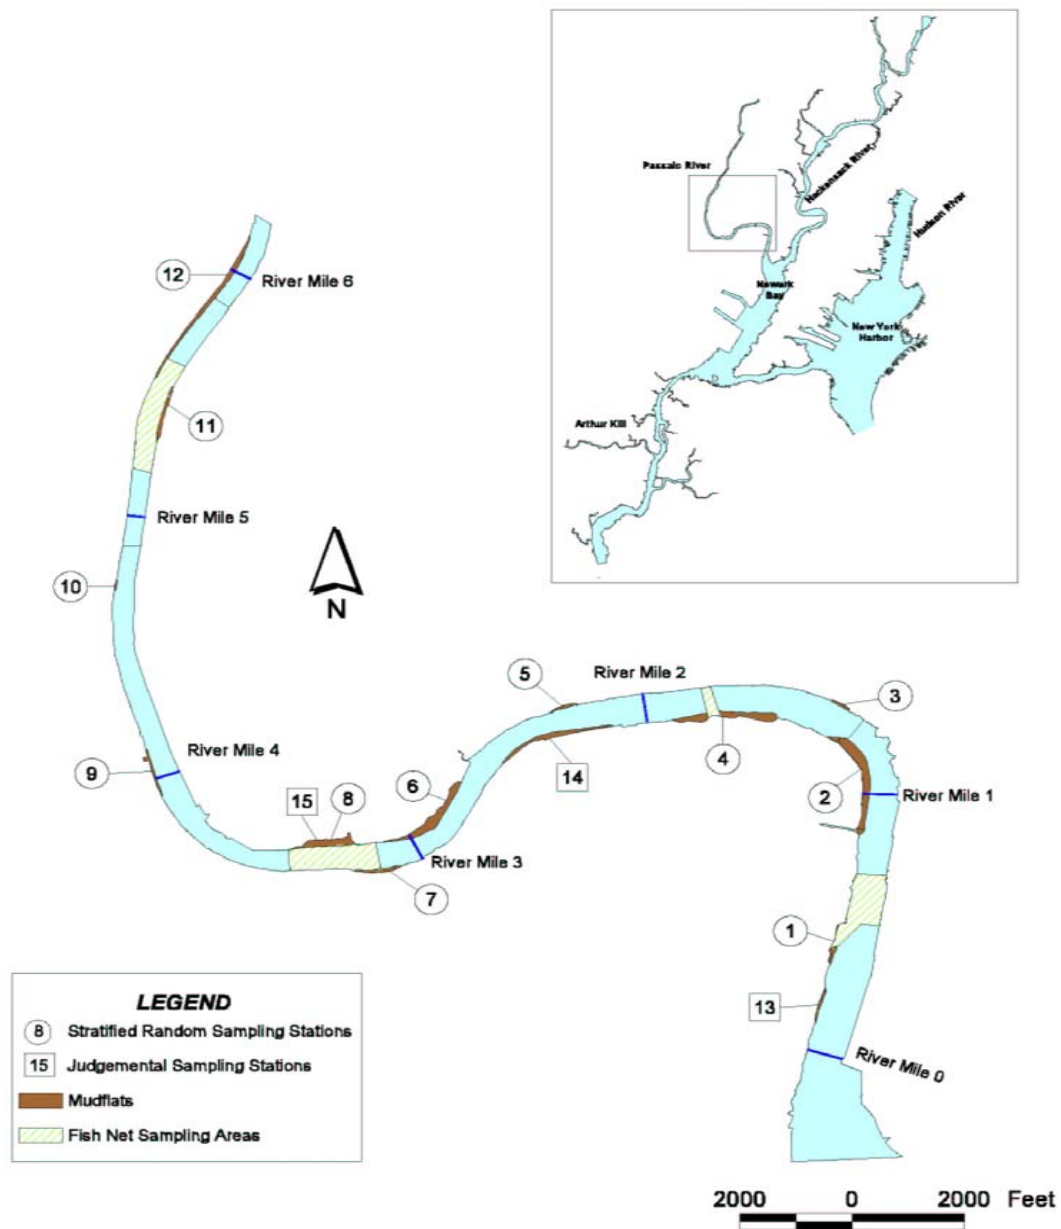 Passaic River
Hackensack River
Hudson River
Newark
Bay
New York
Harbor
Arthur Kill
12
River Mile 6
11
River Mile 5
10
N
River Mile 2
5
3
4
River Mile 4
9
14
6
2
River Mile 1
15
8
River Mile 3
7
1
13
River Mile 0
LEGEND
8 Stratified Random Sampling Stations
15 Judgemental Sampling Stations
Mudflats
Fish Net Sampling Areas
2000 0 2000 Feet